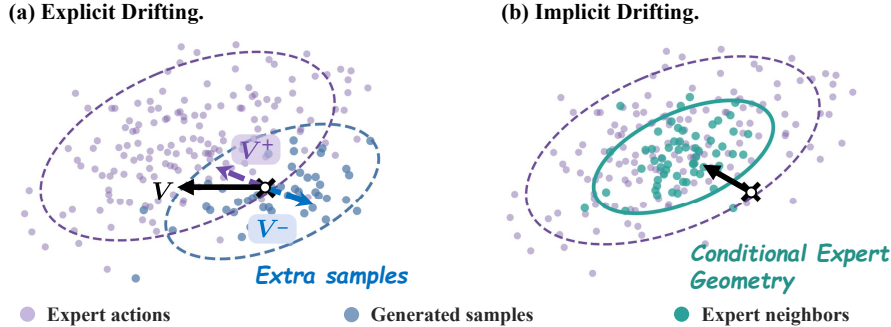 (a) Explicit Drifting.
(b) Implicit Drifting.
V+
V
V−
Extra samples
Conditional Expert
Geometry
Expert actions
Generated samples
Expert neighbors